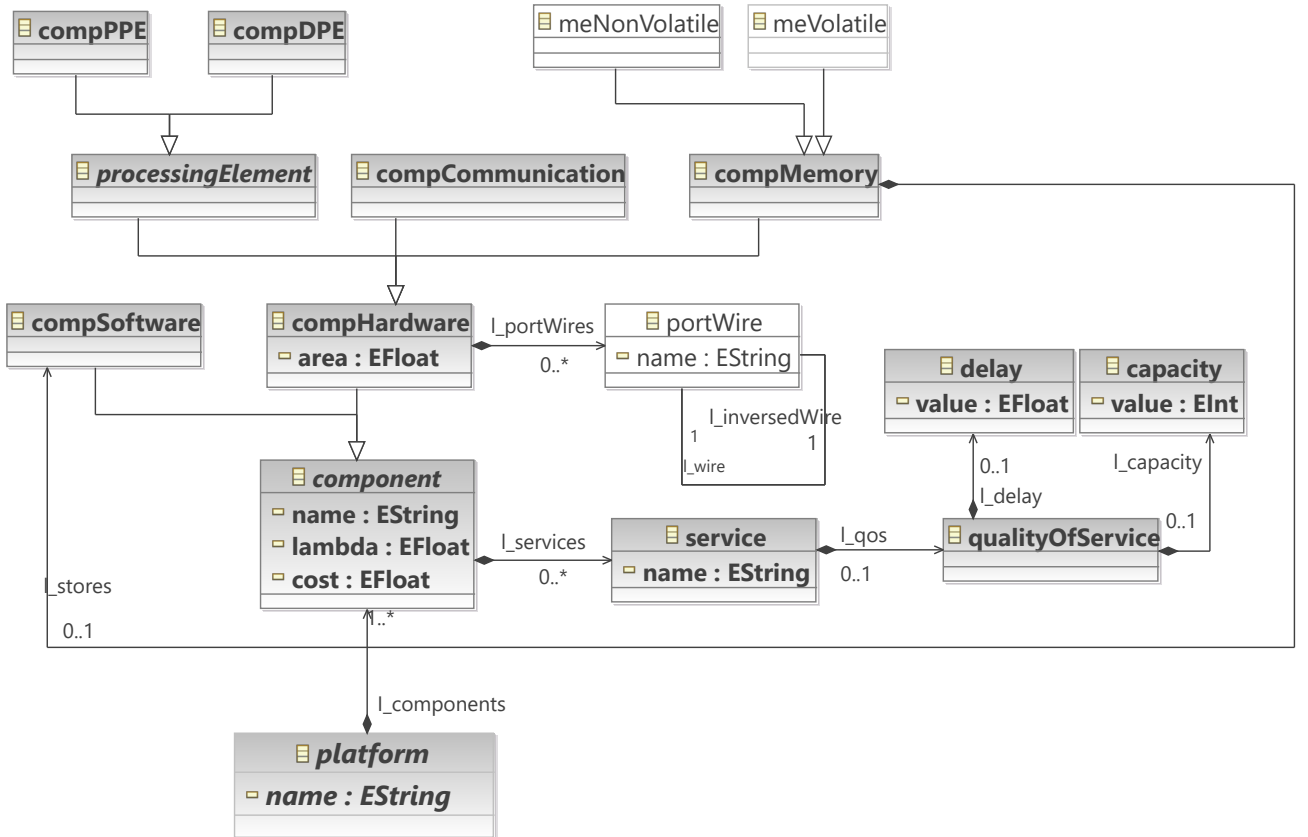 compPPE
compDPE
meNonVolatile
meVolatile
processingElement
compCommunication
compMemory
compSoftware
compHardware
area : EFloat
l_portWires
0..*
portWire
name : EString
l_inversedWire
1
1
l_wire
delay
value : EFloat
capacity
value : EInt
0..1
l_delay
l_capacity
0..1
component
name : EString
lambda : EFloat
cost : EFloat
l_services
0..*
service
name : EString
l_qos
0..1
qualityOfService
l_stores
0..1
1..*
l_components
platform
name : EString